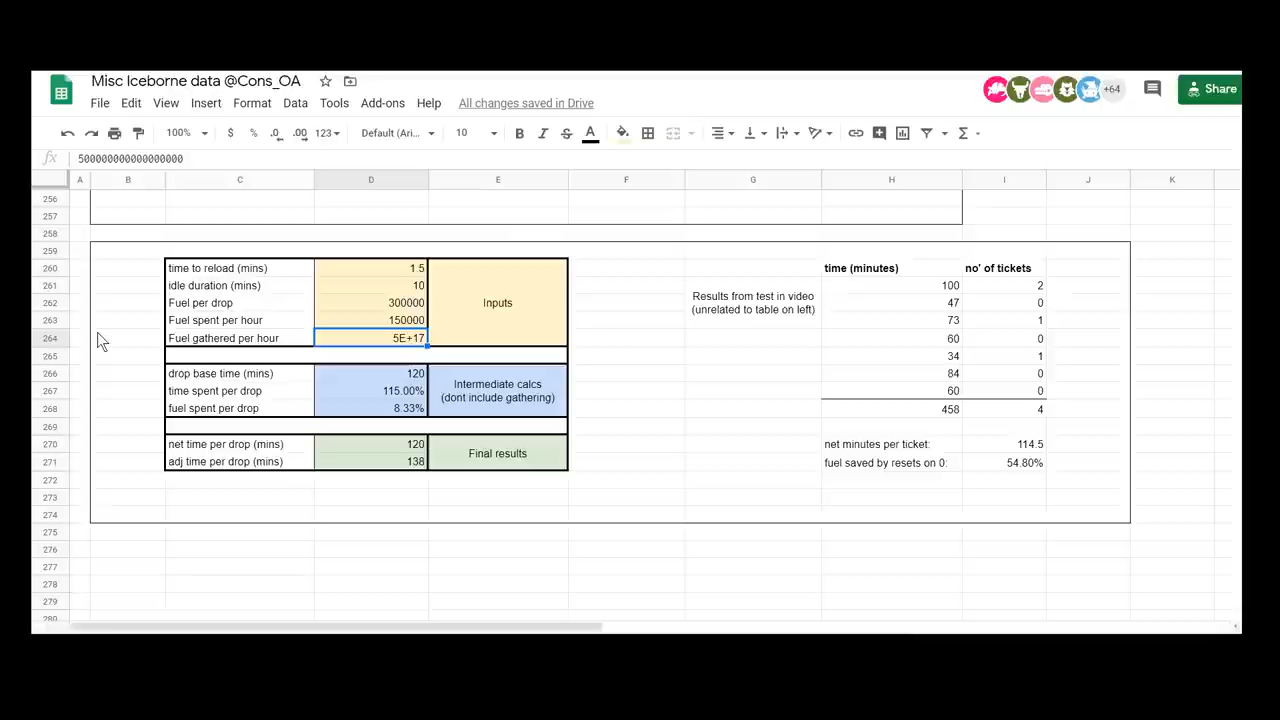 Misc Iceborne data @Cons_OA
+64
Share
File Edit View Insert Format Data Tools Add-ons Help All changes saved in Drive
100% $ % .0 .00 123 Default (Ari... 10 B I S A
fx 500000000000000000
A B C D E F G H I J K
256
257
258
259
260 time to reload (mins) 1.5 time (minutes) no' of tickets
261 idle duration (mins) 10 100 2
262 Fuel per drop 300000 Inputs Results from test in video 47 0
263 Fuel spent per hour 150000 (unrelated to table on left) 73 1
264 Fuel gathered per hour 5E+17 60 0
265 34 1
266 drop base time (mins) 120 Intermediate calcs 84 0
267 time spent per drop 115.00% (dont include gathering) 60 0
268 fuel spent per drop 8.33% 458 4
269
270 net time per drop (mins) 120 Final results net minutes per ticket: 114.5
271 adj time per drop (mins) 138 fuel saved by resets on 0: 54.80%
272
273
274
275
276
277
278
279
280